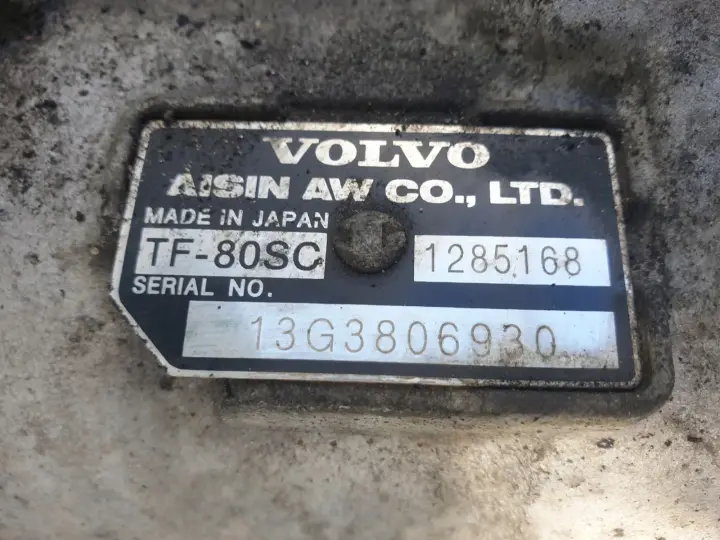 VOLVO
AISIN AW CO., LTD.
MADE IN JAPAN
TF-80SC 1285168
SERIAL NO.
13G3806930